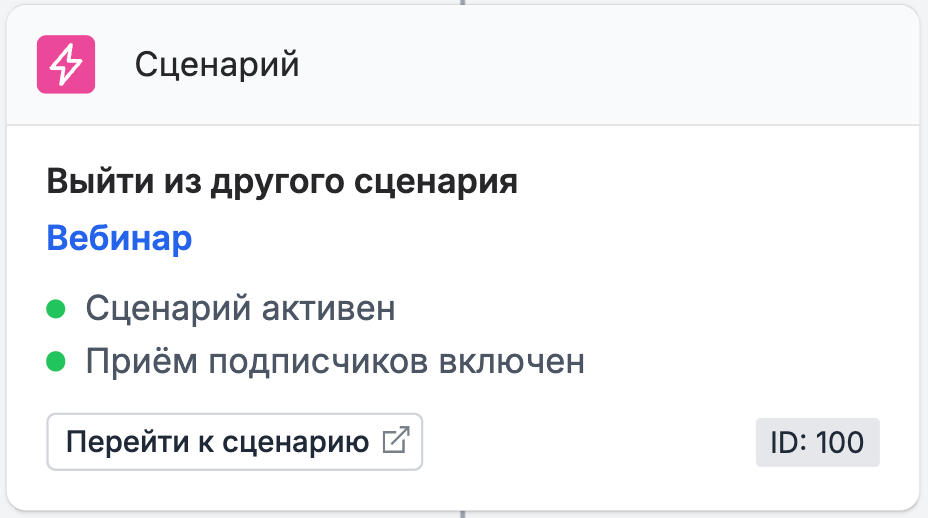 Сценарий
Выйти из другого сценария
Вебинар
Сценарий активен
Приём подписчиков включен
Перейти к сценарию
ID: 100